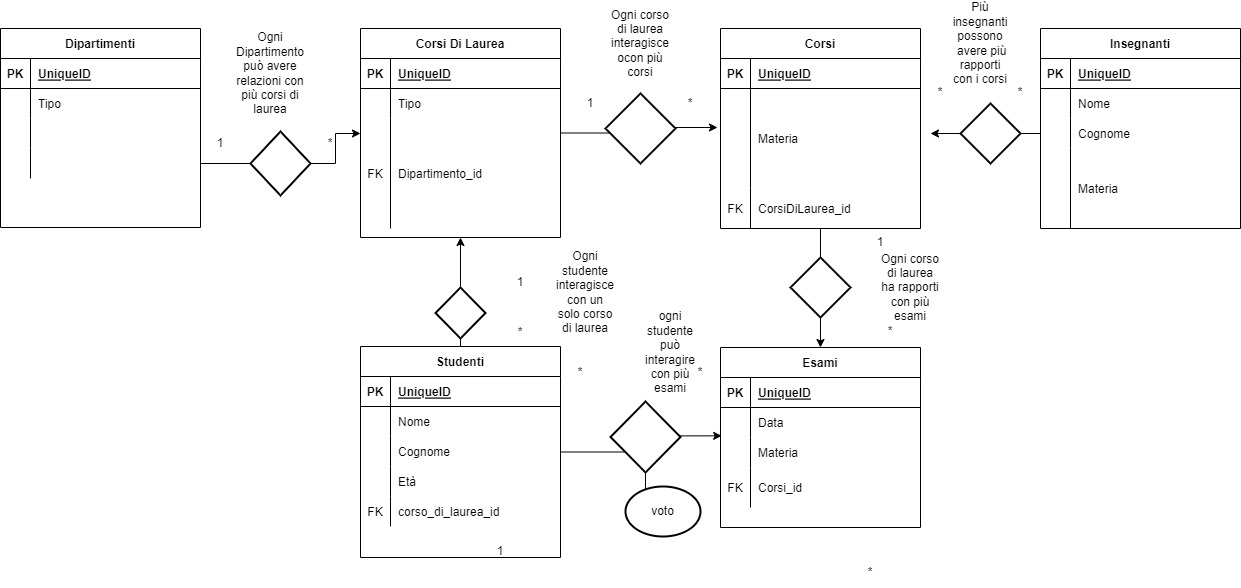 Dipartimenti
PK UniqueID
Tipo
Ogni
Dipartimento
può avere
relazioni con
più corsi di
laurea
1
*
Corsi Di Laurea
PK UniqueID
Tipo
FK Dipartimento_id
Ogni corso
di laurea
interagisce
ocon più
corsi
1
*
Corsi
PK UniqueID
Materia
FK CorsiDiLaurea_id
Più
insegnanti
possono
avere più
rapporti
con i corsi
*
*
Insegnanti
PK UniqueID
Nome
Cognome
Materia
1
*
Ogni
studente
interagisce
con un
solo corso
di laurea
1
Ogni corso
di laurea
ha rapporti
con più
esami
*
Studenti
PK UniqueID
Nome
Cognome
Età
FK corso_di_laurea_id
1
*
ogni
studente
può
interagire
con più
esami
*
voto
Esami
PK UniqueID
Data
Materia
FK Corsi_id
*